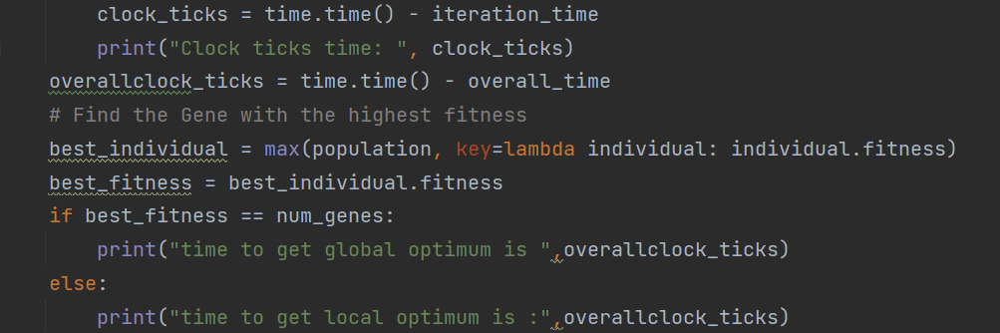 clock_ticks = time.time() - iteration_time
print("Clock ticks time: ", clock_ticks)
overallclock_ticks = time.time() - overall_time
# Find the Gene with the highest fitness
best_individual = max(population, key=lambda individual: individual.fitness)
best_fitness = best_individual.fitness
if best_fitness == num_genes:
print("time to get global optimum is ",overallclock_ticks)
else:
print("time to get local optimum is :",overallclock_ticks)